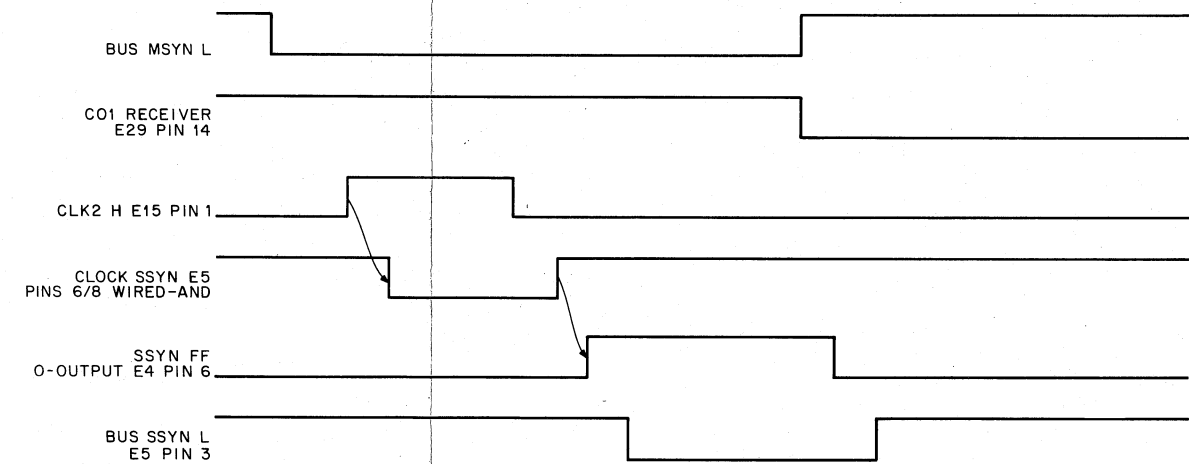 BUS MSYN L
CO1 RECEIVER
E29 PIN 14
CLK2 H E15 PIN 1
CLOCK SSYN E5
PINS 6/8 WIRED-AND
SSYN FF
O-OUTPUT E4 PIN 6
BUS SSYN L
E5 PIN 3